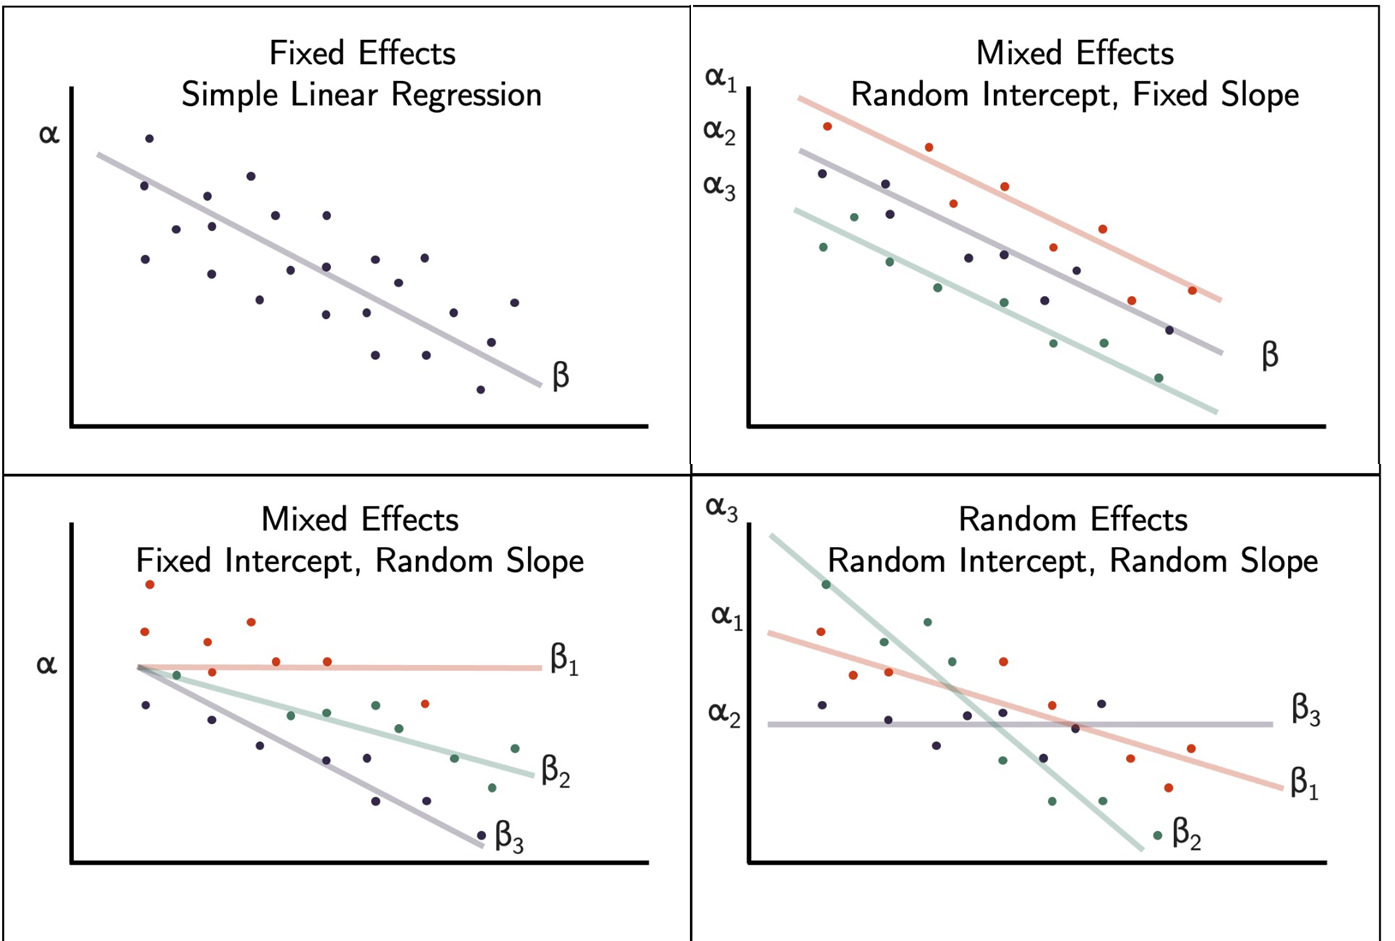 Fixed Effects
Simple Linear Regression
α
β
Mixed Effects
Random Intercept, Fixed Slope
α₁
α₂
α₃
β
Mixed Effects
Fixed Intercept, Random Slope
α
β₁
β₂
β₃
Random Effects
Random Intercept, Random Slope
α₃
α₁
α₂
β₃
β₁
β₂